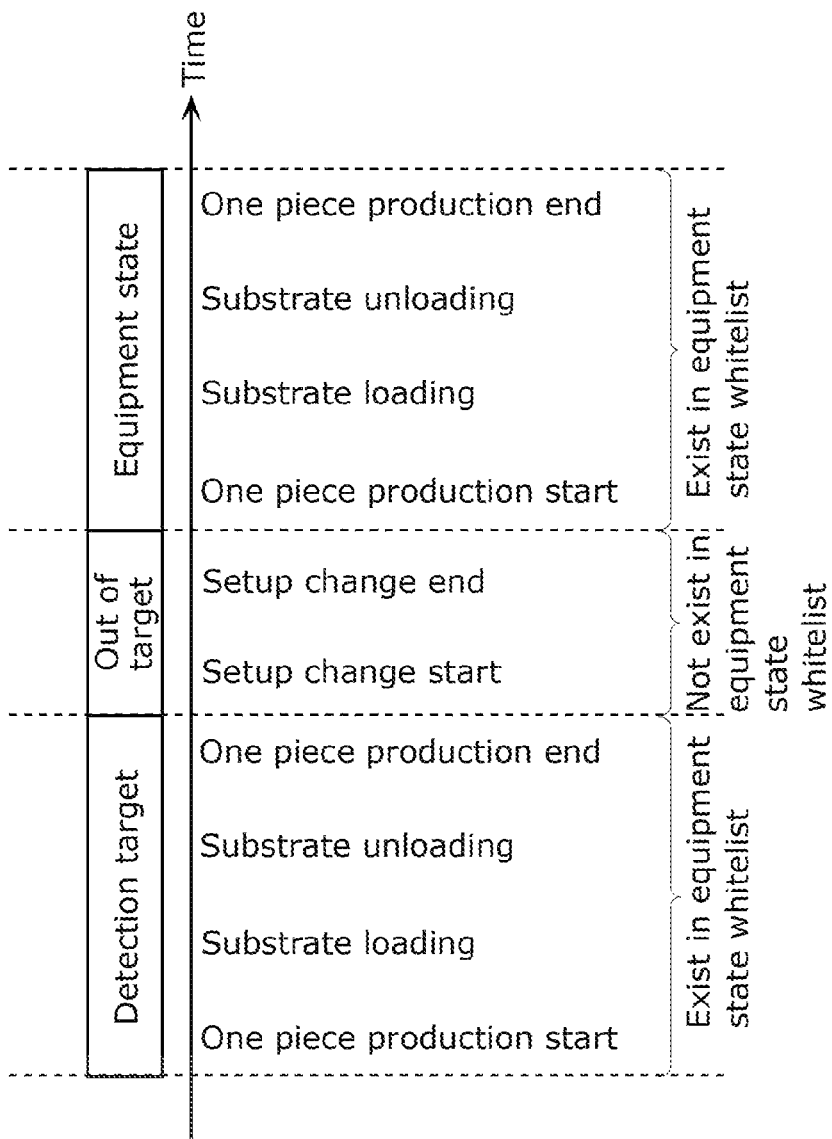 Time
Equipment state
Out of
target
Detection target
One piece production end
Substrate unloading
Substrate loading
One piece production start
Setup change end
Setup change start
One piece production end
Substrate unloading
Substrate loading
One piece production start
Exist in equipment
state whitelist
Not exist in
equipment
state
whitelist
Exist in equipment
state whitelist